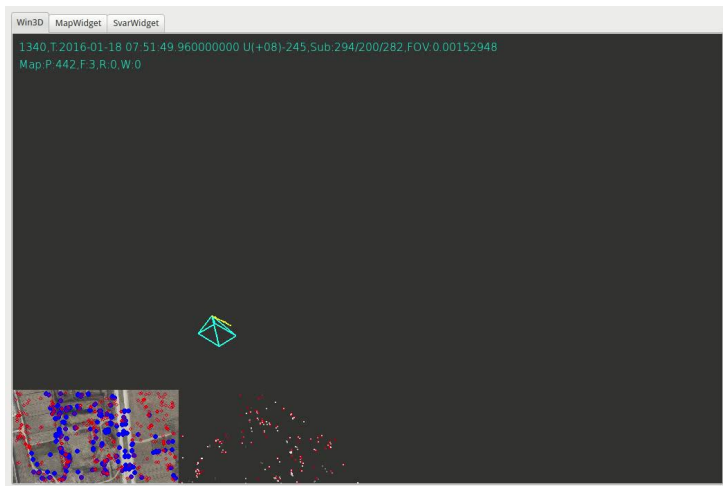 Win3D MapWidget SvarWidget
1340,T:2016-01-18 07:51:49.960000000 U(+08)-245,Sub:294/200/282,FOV:0.00152948
Map:P:442,F:3,R:0,W:0